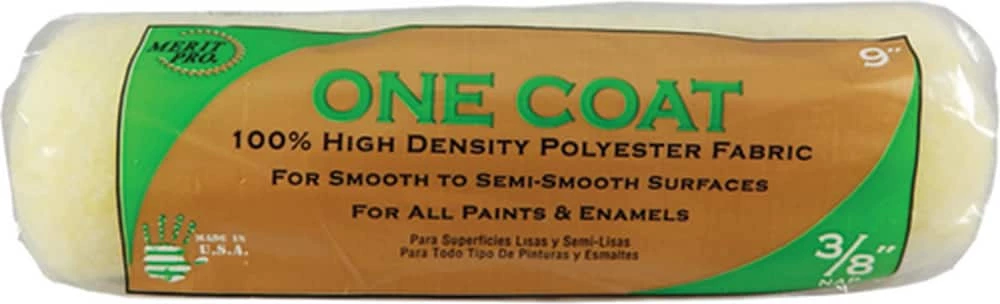 MERIT
PRO.
9"
ONE COAT
100% HIGH DENSITY POLYESTER FABRIC
FOR SMOOTH TO SEMI-SMOOTH SURFACES
FOR ALL PAINTS & ENAMELS
Para Superficies Lisas y Semi-Lisas
Para Todo Tipo De Pinturas y Esmaltes
MADE IN
U.S.A.
3/8"
NAP